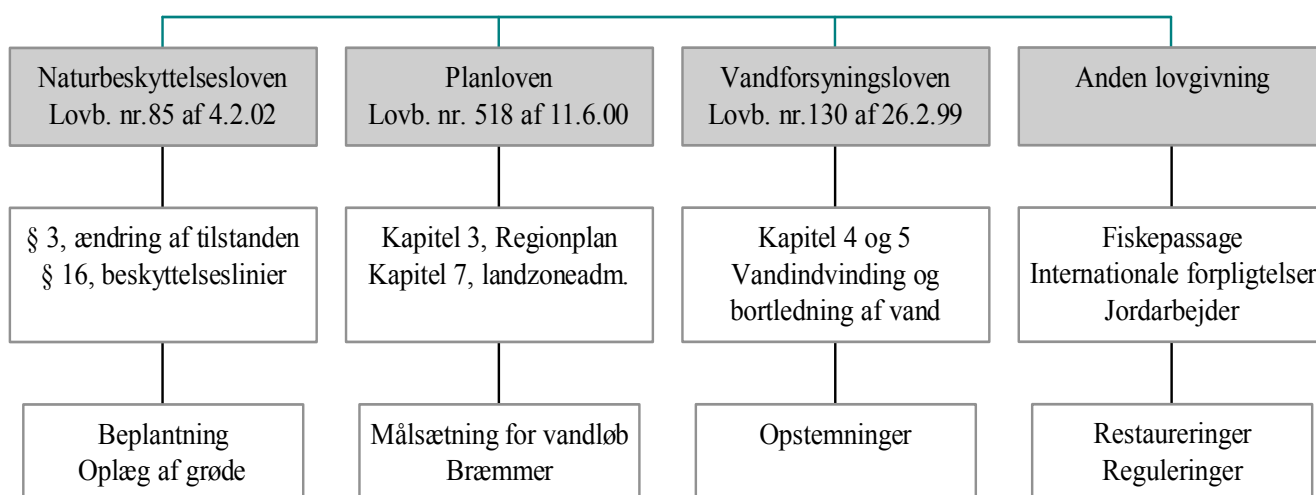 Naturbeskyttelsesloven
Lovb. nr.85 af 4.2.02
Planloven
Lovb. nr. 518 af 11.6.00
Vandforsyningsloven
Lovb. nr.130 af 26.2.99
Anden lovgivning
§ 3, ændring af tilstanden
§ 16, beskyttelseslinier
Kapitel 3, Regionplan
Kapitel 7, landzoneadm.
Kapitel 4 og 5
Vandindvinding og
bortledning af vand
Fiskepassage
Internationale forpligtelser
Jordarbejder
Beplantning
Oplæg af grøde
Målsætning for vandløb
Bræmmer
Opstemninger
Restaureringer
Reguleringer